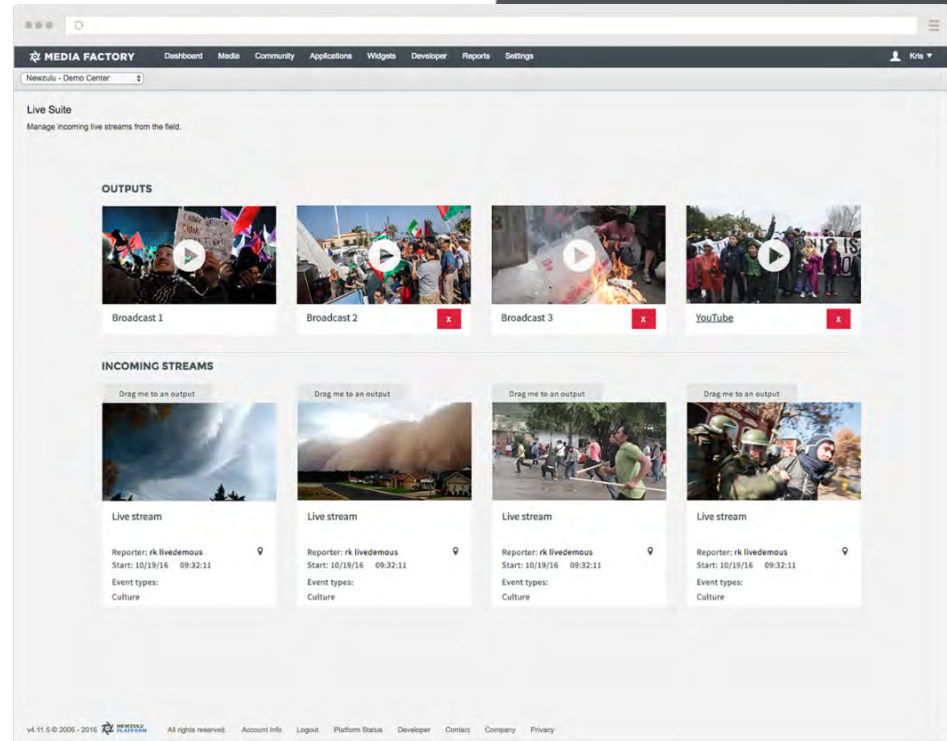 MEDIA FACTORY Dashboard Media Community Applications Widgets Developer Reports Settings Kris
Newzulu - Demo Center
Live Suite
Manage incoming live streams from the field.
OUTPUTS
Broadcast 1
Broadcast 2 X
Broadcast 3 X
YouTube X
INCOMING STREAMS
Drag me to an output
Live stream
Reporter: rk livedemous
Start: 10/19/16 09:32:11
Event types:
Culture
Drag me to an output
Live stream
Reporter: rk livedemous
Start: 10/19/16 09:32:11
Event types:
Culture
Drag me to an output
Live stream
Reporter: rk livedemous
Start: 10/19/16 09:32:11
Event types:
Culture
Drag me to an output
Live stream
Reporter: rk livedemous
Start: 10/19/16 09:32:11
Event types:
Culture
v4.11.5 © 2006 - 2016 NEWZULU PLATFORM All rights reserved. Account Info Logout Platform Status Developer Contact Company Privacy